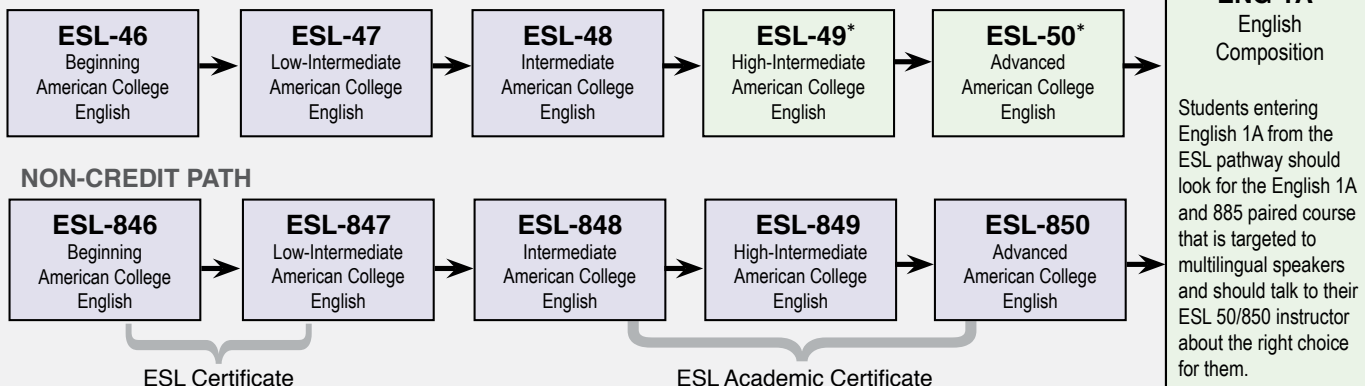 ESL-46
Beginning
American College
English
ESL-47
Low-Intermediate
American College
English
ESL-48
Intermediate
American College
English
ESL-49*
High-Intermediate
American College
English
ESL-50*
Advanced
American College
English
English
Composition
Students entering
English 1A from the
ESL pathway should
look for the English 1A
and 885 paired course
that is targeted to
multilingual speakers
and should talk to their
ESL 50/850 instructor
about the right choice
for them.
NON-CREDIT PATH
ESL-846
Beginning
American College
English
ESL-847
Low-Intermediate
American College
English
ESL-848
Intermediate
American College
English
ESL-849
High-Intermediate
American College
English
ESL-850
Advanced
American College
English
ESL Certificate
ESL Academic Certificate